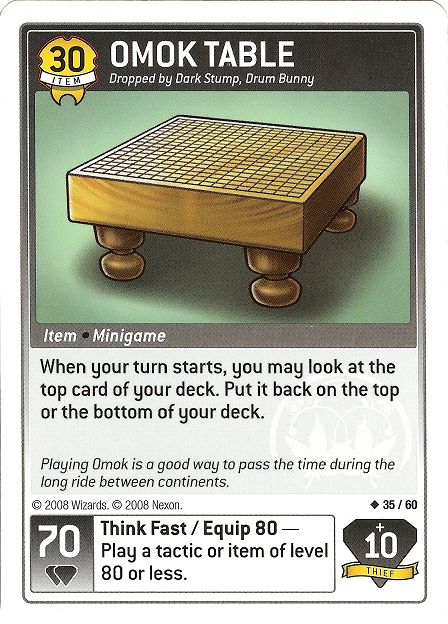 30
ITEM
OMOK TABLE
Dropped by Dark Stump, Drum Bunny
Item • Minigame
When your turn starts, you may look at the
top card of your deck. Put it back on the top
or the bottom of your deck.
Playing Omok is a good way to pass the time during the
long ride between continents.
© 2008 Wizards. © 2008 Nexon.
◆ 35 / 60
70
Think Fast / Equip 80 —
Play a tactic or item of level
80 or less.
+
10
THIEF